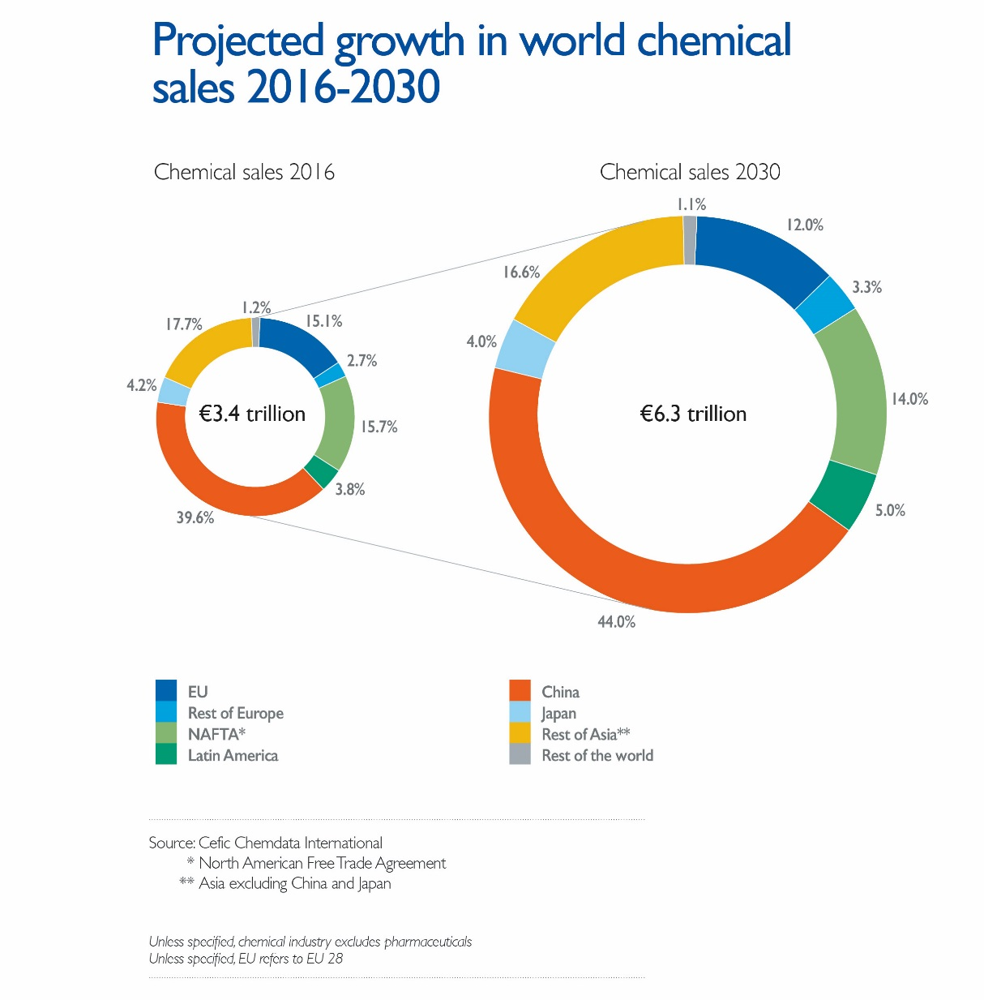 Projected growth in world chemical
sales 2016-2030
Chemical sales 2016
Chemical sales 2030
1.2%
15.1%
2.7%
15.7%
3.8%
39.6%
4.2%
17.7%
€3.4 trillion
1.1%
12.0%
3.3%
14.0%
5.0%
44.0%
4.0%
16.6%
€6.3 trillion
EU
Rest of Europe
NAFTA*
Latin America
China
Japan
Rest of Asia**
Rest of the world
Source: Cefic Chemdata International
* North American Free Trade Agreement
** Asia excluding China and Japan
Unless specified, chemical industry excludes pharmaceuticals
Unless specified, EU refers to EU 28